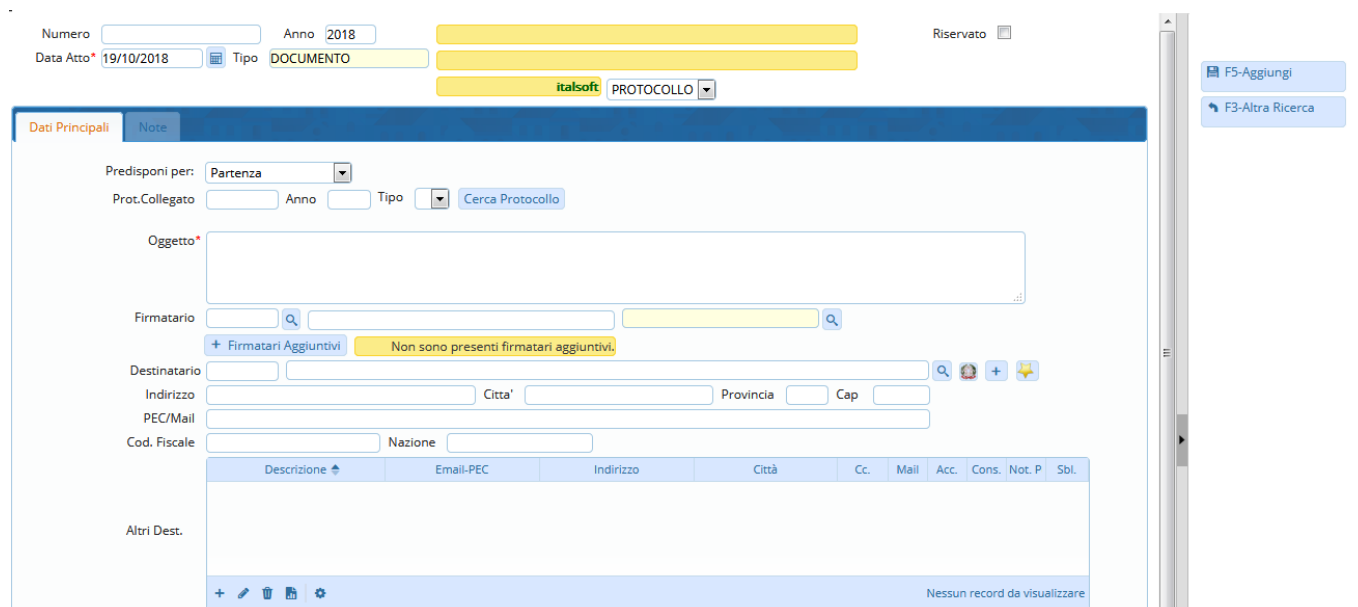 Numero Anno 2018 Riservato
Data Atto* 19/10/2018 Tipo DOCUMENTO
italsoft PROTOCOLLO
F5-Aggiungi
F3-Altra Ricerca
Dati Principali Note
Predisponi per: Partenza
Prot.Collegato Anno Tipo Cerca Protocollo
Oggetto*
Firmatario
+ Firmatari Aggiuntivi Non sono presenti firmatari aggiuntivi.
Destinatario
Indirizzo Citta' Provincia Cap
PEC/Mail
Cod. Fiscale Nazione
Descrizione Email-PEC Indirizzo Città Cc. Mail Acc. Cons. Not. P Sbl.
Altri Dest.
Nessun record da visualizzare